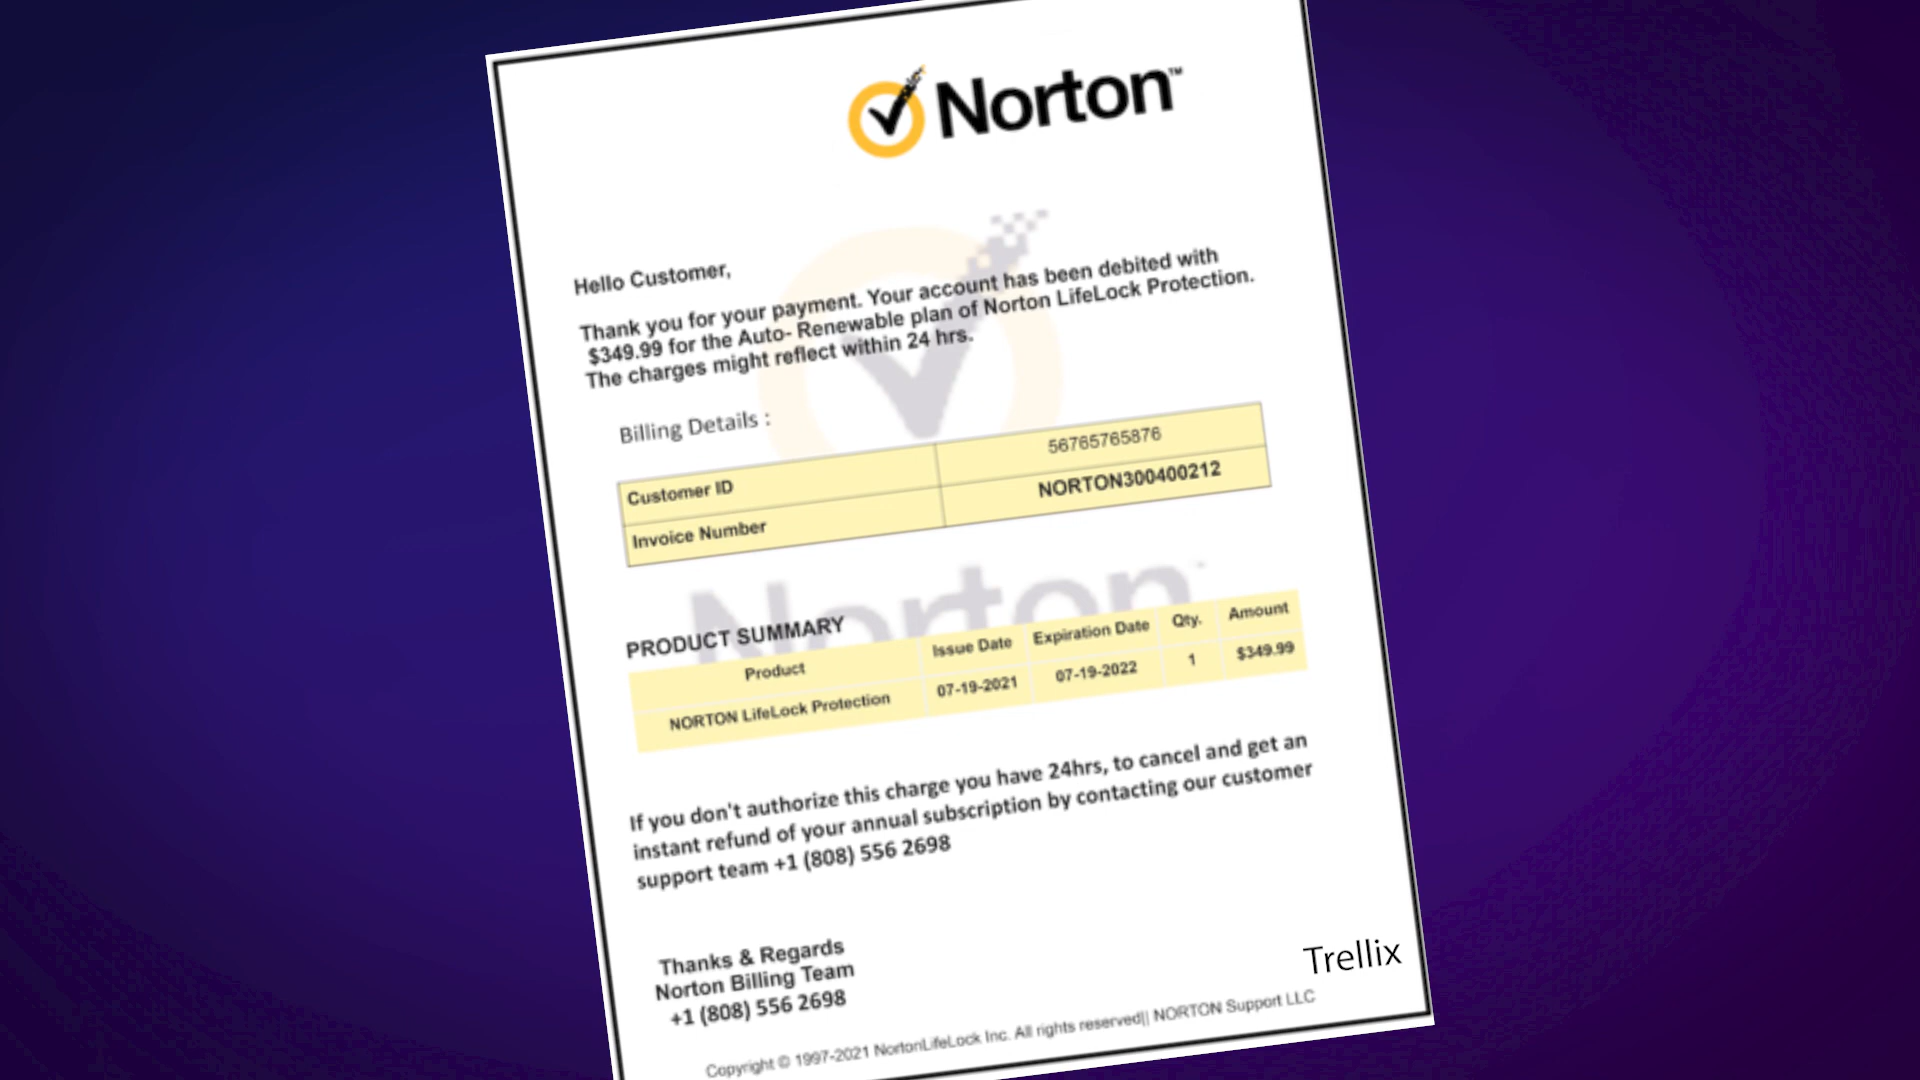 Norton™
Hello Customer,
Thank you for your payment. Your account has been debited with
$349.99 for the Auto- Renewable plan of Norton LifeLock Protection.
The charges might reflect within 24 hrs.
Billing Details :
Customer ID 56765765876
Invoice Number NORTON300400212
Norton
PRODUCT SUMMARY
Product Issue Date Expiration Date Qty. Amount
NORTON LifeLock Protection 07-19-2021 07-19-2022 1 $349.99
If you don't authorize this charge you have 24hrs, to cancel and get an
instant refund of your annual subscription by contacting our customer
support team +1 (808) 556 2698
Thanks & Regards
Norton Billing Team
+1 (808) 556 2698
Trellix
Copyright © 1997-2021 NortonLifeLock Inc. All rights reserved|| NORTON Support LLC